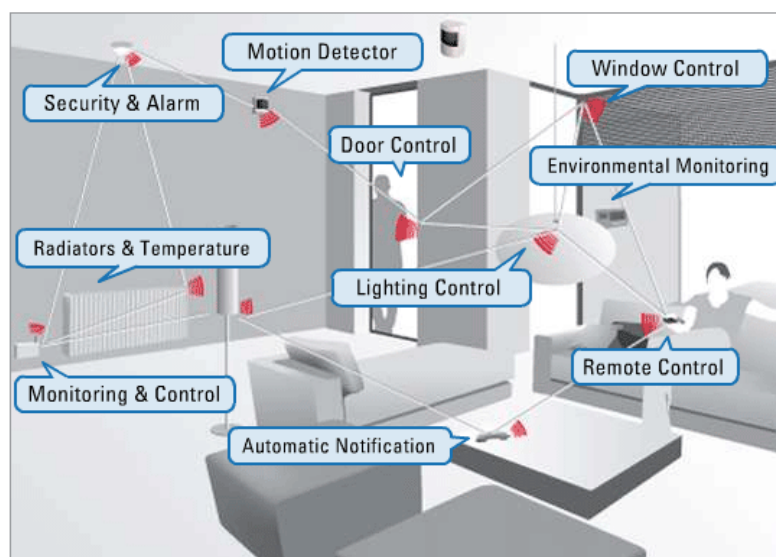 Motion Detector
Window Control
Security & Alarm
Door Control
Environmental Monitoring
Radiators & Temperature
Lighting Control
Remote Control
Monitoring & Control
Automatic Notification